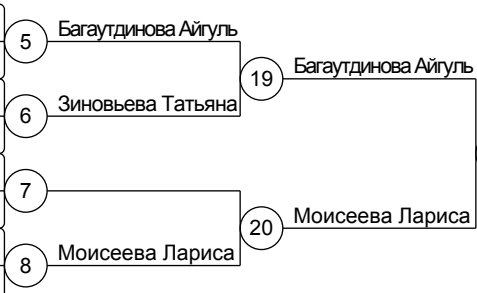 5 Багаутдинова Айгуль
19 Багаутдинова Айгуль
6 Зиновьева Татьяна
7
20 Моисеева Лариса
8 Моисеева Лариса